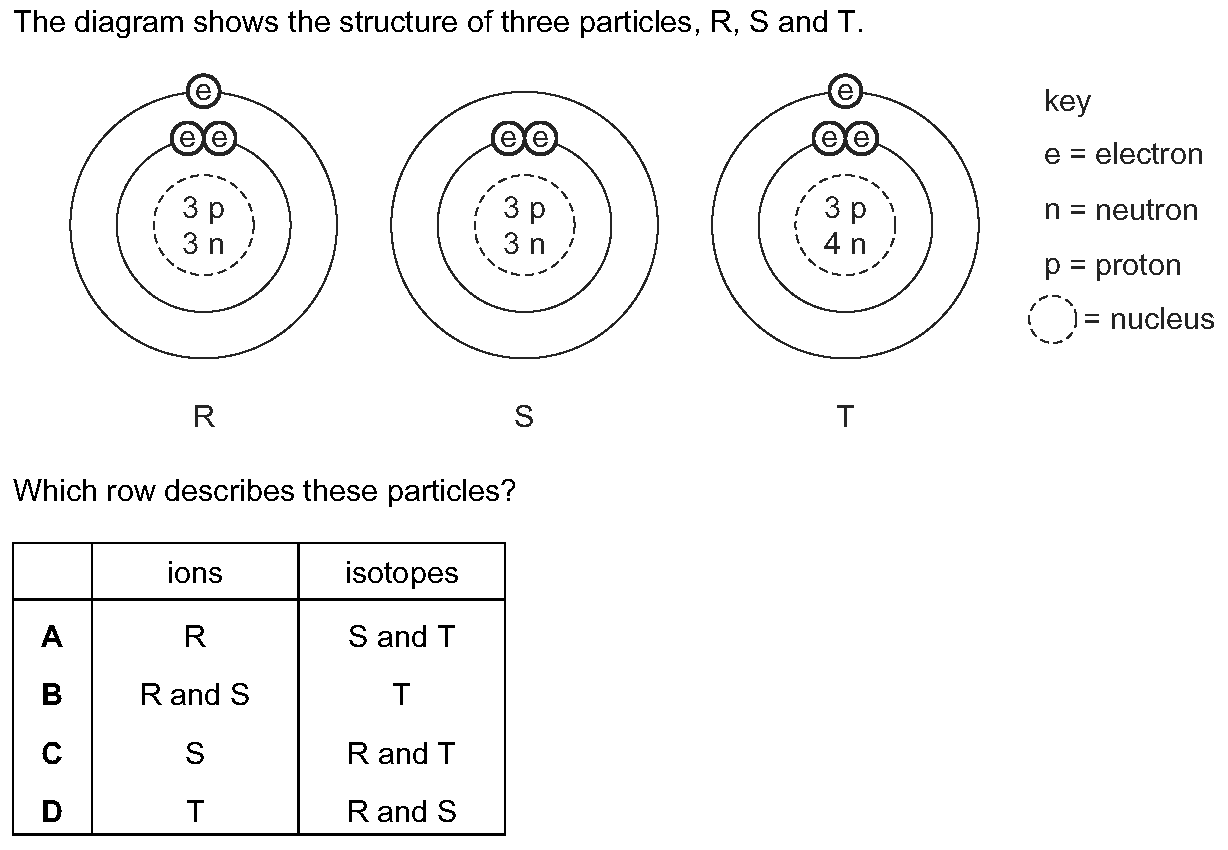 The diagram shows the structure of three particles, R, S and T.
e
e e
3 p
3 n
R
e e
3 p
3 n
S
e
e e
3 p
4 n
T
key
e = electron
n = neutron
p = proton
= nucleus
Which row describes these particles?
ions isotopes
A R S and T
B R and S T
C S R and T
D T R and S